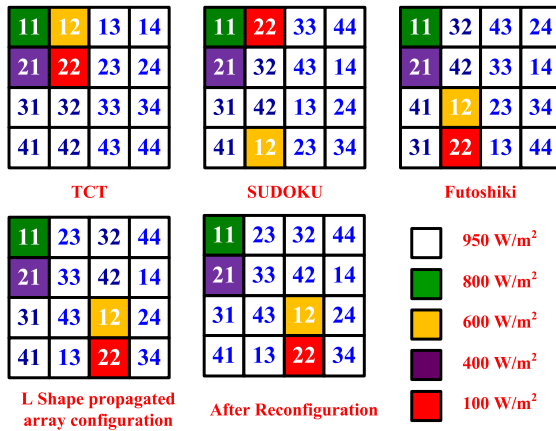 11 12 13 14 11 22 33 44 11 32 43 24
21 22 23 24 21 32 43 14 21 42 33 14
31 32 33 34 31 42 13 24 41 12 23 34
41 42 43 44 41 12 23 34 31 22 13 44
TCT SUDOKU Futoshiki
11 23 32 44 11 23 32 44 950 W/m²
21 33 42 14 21 33 42 14 800 W/m²
31 43 12 24 31 43 12 24 600 W/m²
41 13 22 34 41 13 22 34 400 W/m²
L Shape propagated
array configuration
After Reconfiguration
100 W/m²